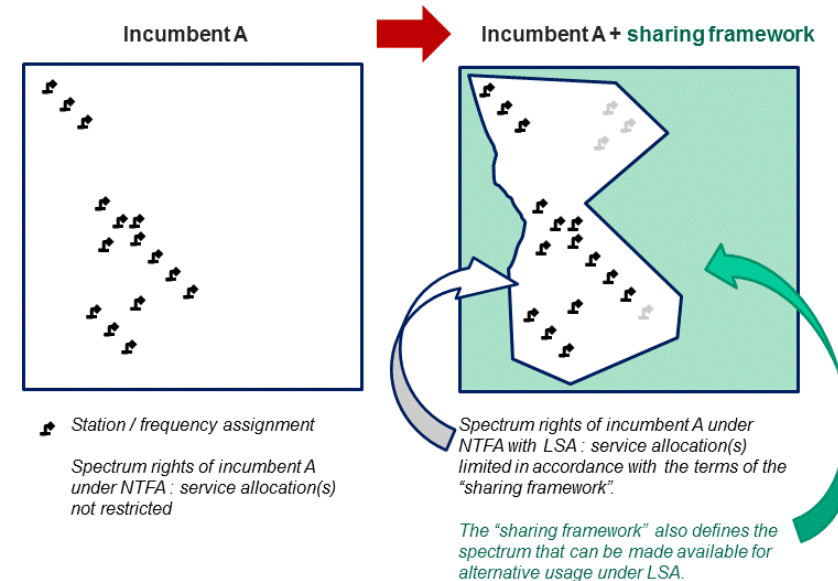 Incumbent A
Incumbent A + sharing framework
Station / frequency assignment
Spectrum rights of incumbent A
under NTFA : service allocation(s)
not restricted
Spectrum rights of incumbent A under
NTFA with LSA : service allocation(s)
limited in accordance with the terms of the
“sharing framework”.
The “sharing framework” also defines the
spectrum that can be made available for
alternative usage under LSA.